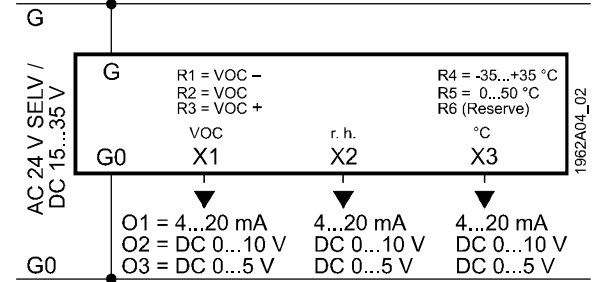 G
AC 24 V SELV /
DC 15...35 V
G
R1 = VOC –
R2 = VOC
R3 = VOC +
R4 = -35...+35 °C
R5 = 0...50 °C
R6 (Reserve)
VOC
r. h.
°C
G0
X1
X2
X3
1962A04_02
O1 = 4...20 mA
4...20 mA
4...20 mA
O2 = DC 0...10 V
DC 0...10 V
DC 0...10 V
O3 = DC 0...5 V
DC 0...5 V
DC 0...5 V
G0